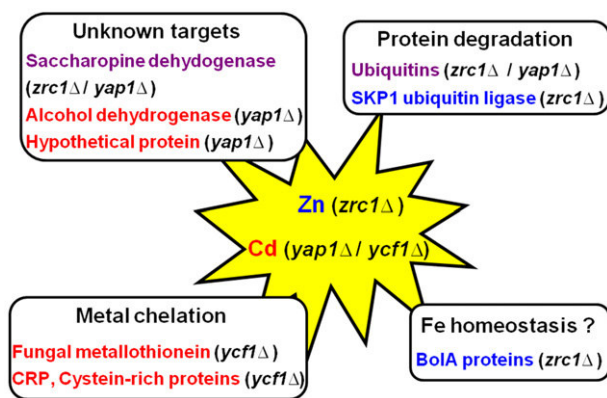 Unknown targets
Saccharopine dehydogenase
(zrc1Δ / yap1Δ)
Alcohol dehydrogenase (yap1Δ)
Hypothetical protein (yap1Δ)
Protein degradation
Ubiquitins (zrc1Δ / yap1Δ)
SKP1 ubiquitin ligase (zrc1Δ)
Zn (zrc1Δ)
Cd (yap1Δ / ycf1Δ)
Metal chelation
Fungal metallothionein (ycf1Δ)
CRP, Cystein-rich proteins (ycf1Δ)
Fe homeostasis ?
BolA proteins (zrc1Δ)